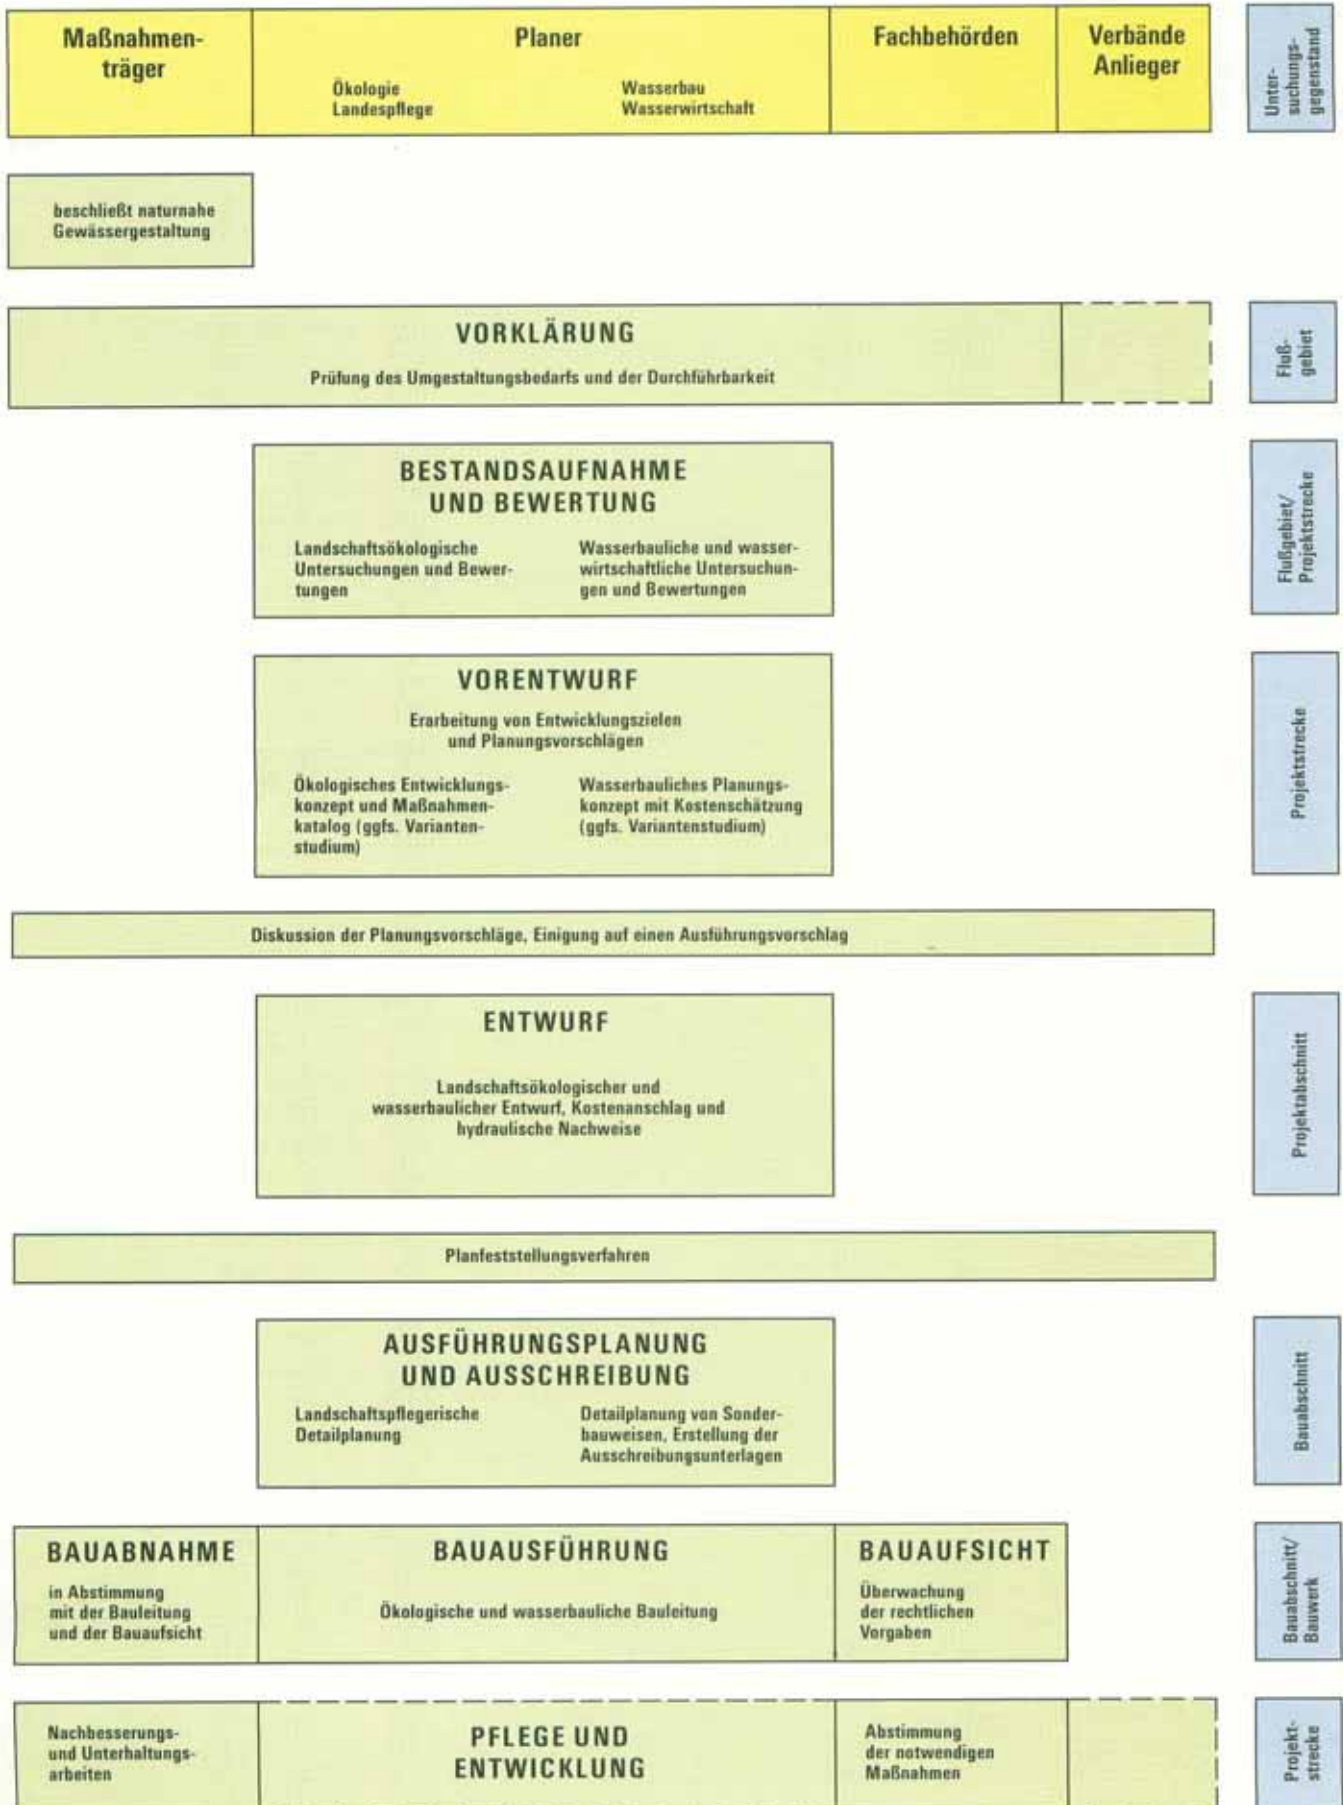 Maßnahmen-
träger
Planer
Ökologie
Landespflege
Wasserbau
Wasserwirtschaft
Fachbehörden
Verbände
Anlieger
Unter-
suchungs-
gegenstand
beschließt naturnahe
Gewässergestaltung
VORKLÄRUNG
Prüfung des Umgestaltungsbedarfs und der Durchführbarkeit
Fluß-
gebiet
BESTANDSAUFNAHME
UND BEWERTUNG
Landschaftsökologische
Untersuchungen und Bewer-
tungen
Wasserbauliche und wasser-
wirtschaftliche Untersuchun-
gen und Bewertungen
Flußgebiet/
Projektstrecke
VORENTWURF
Erarbeitung von Entwicklungszielen
und Planungsvorschlägen
Ökologisches Entwicklungs-
konzept und Maßnahmen-
katalog (ggfs. Varianten-
studium)
Wasserbauliches Planungs-
konzept mit Kostenschätzung
(ggfs. Variantenstudium)
Projektstrecke
Diskussion der Planungsvorschläge, Einigung auf einen Ausführungsvorschlag
ENTWURF
Landschaftsökologischer und
wasserbaulicher Entwurf, Kostenanschlag und
hydraulische Nachweise
Projektabschnitt
Planfeststellungsverfahren
AUSFÜHRUNGSPLANUNG
UND AUSSCHREIBUNG
Landschaftspflegerische
Detailplanung
Detailplanung von Sonder-
bauweisen, Erstellung der
Ausschreibungsunterlagen
Bauabschnitt
BAUABNAHME
in Abstimmung
mit der Bauleitung
und der Bauaufsicht
BAUAUSFÜHRUNG
Ökologische und wasserbauliche Bauleitung
BAUAUFSICHT
Überwachung
der rechtlichen
Vorgaben
Bauabschnitt/
Bauwerk
Nachbesserungs-
und Unterhaltungs-
arbeiten
PFLEGE UND
ENTWICKLUNG
Abstimmung
der notwendigen
Maßnahmen
Projekt-
strecke